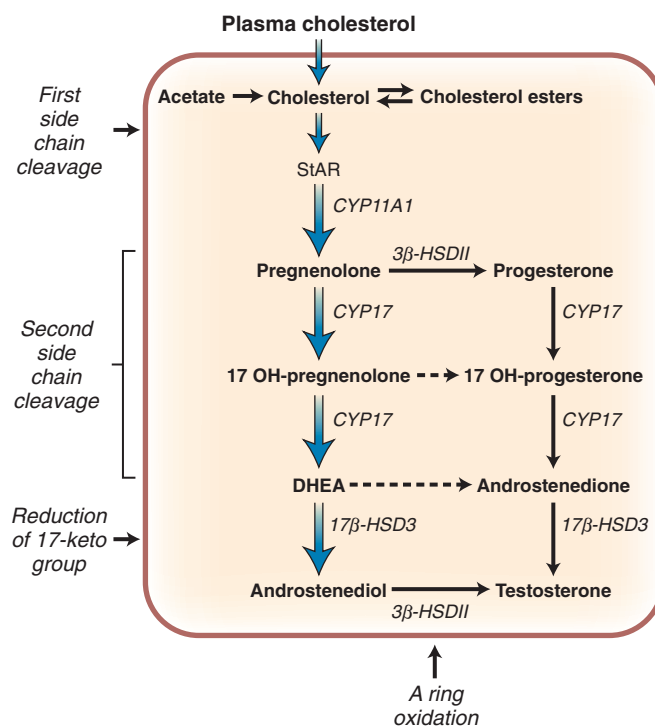 Plasma cholesterol
First
side
chain
cleavage
Acetate
Cholesterol
Cholesterol esters
StAR
CYP11A1
Pregnenolone
3β-HSDII
Progesterone
Second
side
chain
cleavage
CYP17
CYP17
17 OH-pregnenolone
17 OH-progesterone
CYP17
CYP17
DHEA
Androstenedione
Reduction
of 17-keto
group
17β-HSD3
17β-HSD3
Androstenediol
3β-HSDII
Testosterone
A ring
oxidation